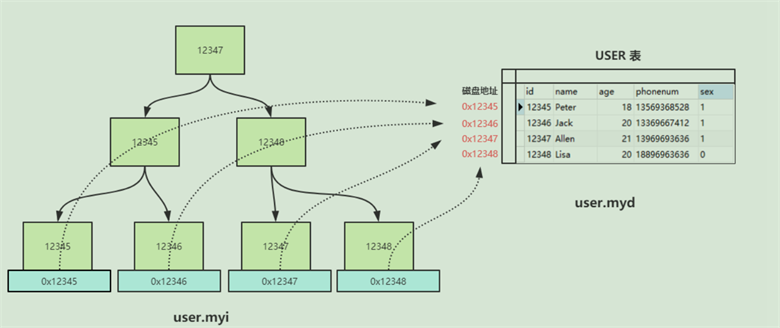 12347
USER 表
磁盘地址
id name age phonenum sex
0x12345 12345 Peter 18 13569368528 1
0x12346 12346 Jack 20 13369667412 1
0x12347 12347 Allen 21 13969693636 1
0x12348 12348 Lisa 20 18896963636 0
user.myd
12345
12345 12346 12347 12348
0x12345 0x12346 0x12347 0x12348
user.myi